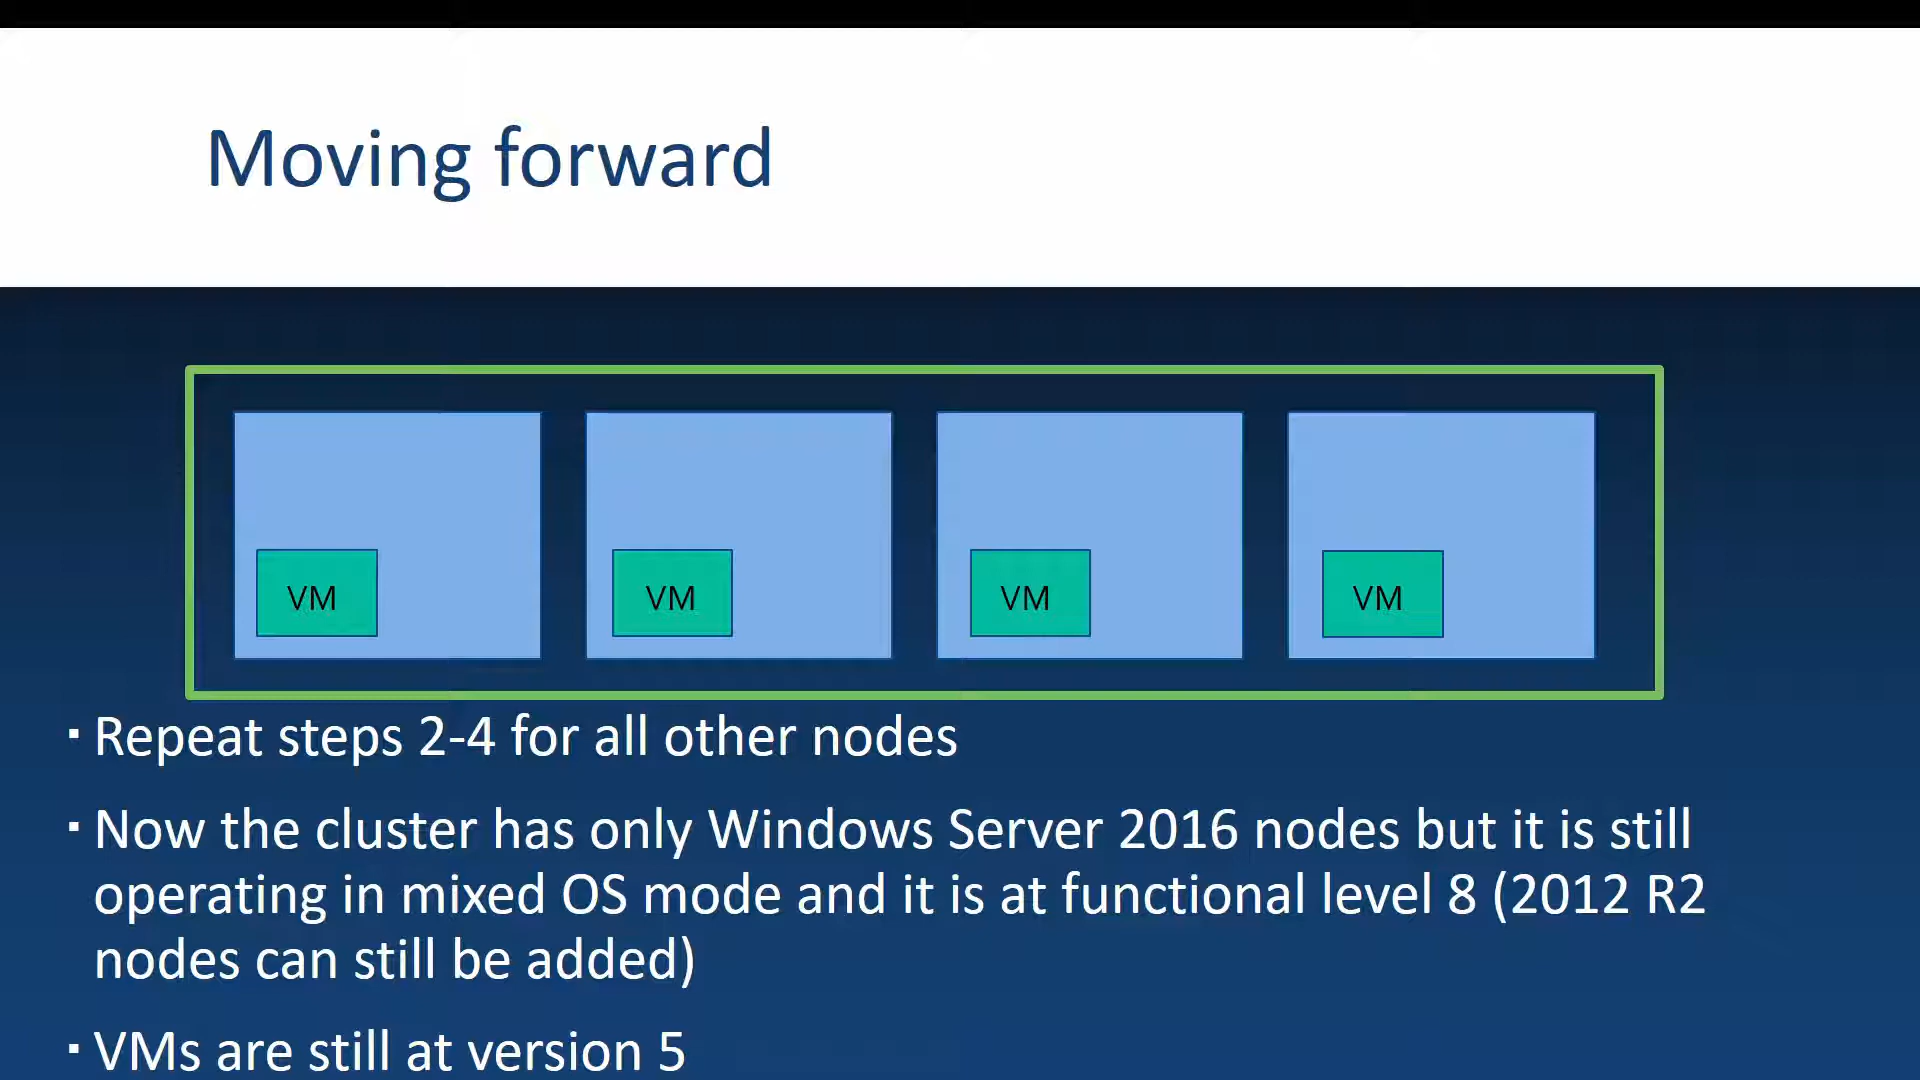 Moving forward
VM VM VM VM
▪ Repeat steps 2-4 for all other nodes
▪ Now the cluster has only Windows Server 2016 nodes but it is still
operating in mixed OS mode and it is at functional level 8 (2012 R2
nodes can still be added)
▪ VMs are still at version 5